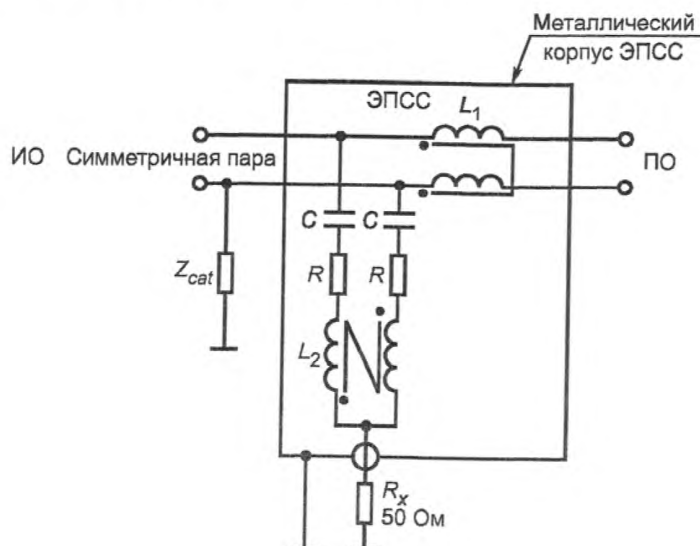 Металлический
корпус ЭПСС
ЭПСС
L1
ИО Симметричная пара
ПО
C C
Zcat
R R
L2
Rx
50 Ом